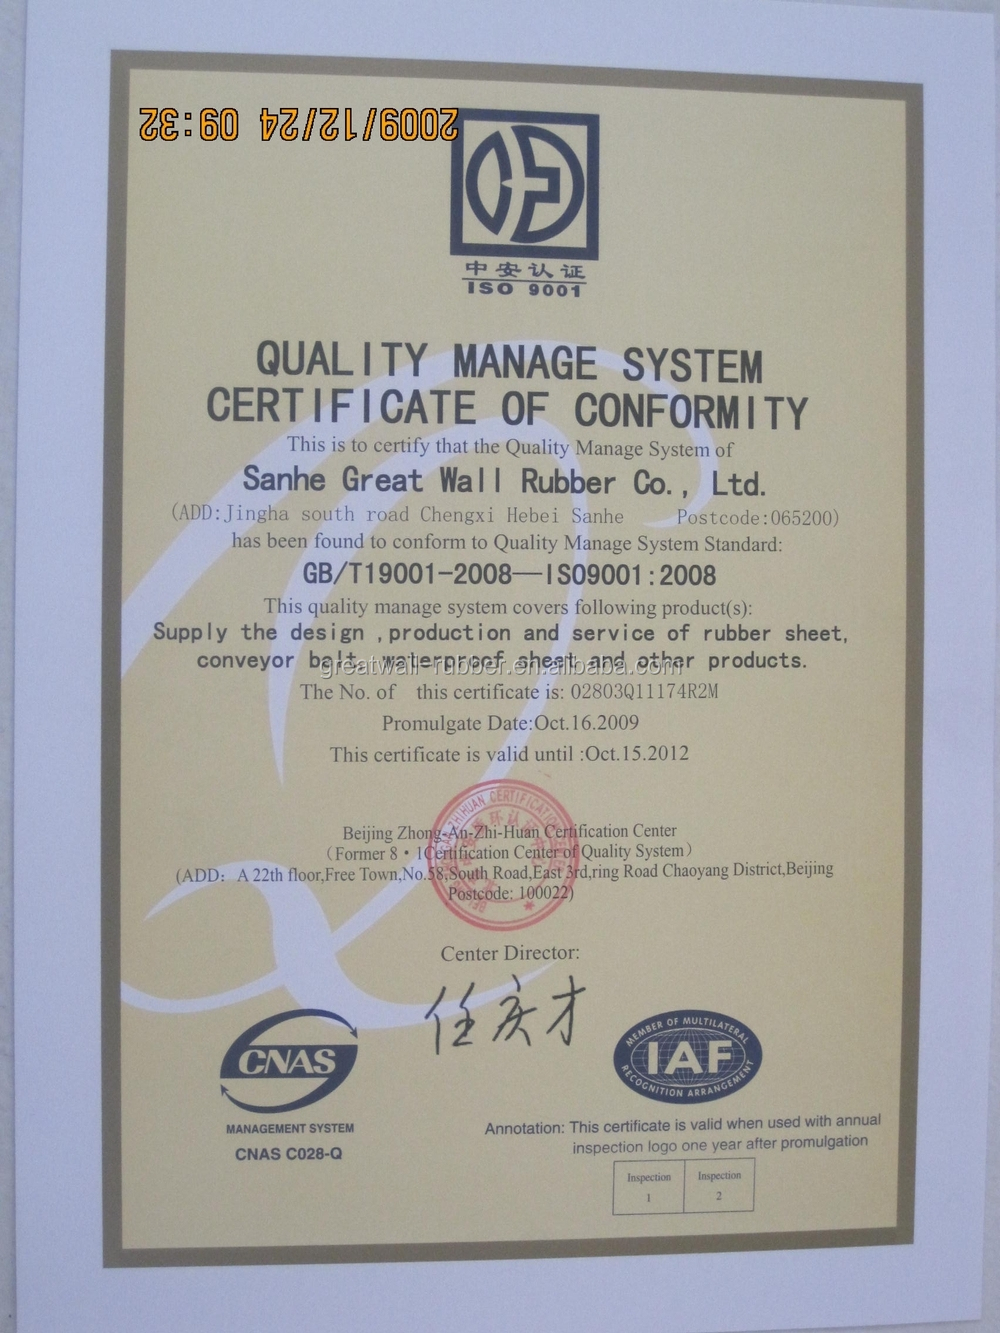 2009/12/24 09:32
中安认证
ISO 9001
QUALITY MANAGE SYSTEM
CERTIFICATE OF CONFORMITY
This is to certify that the Quality Manage System of
Sanhe Great Wall Rubber Co., Ltd.
(ADD:Jingha south road Chengxi Hebei Sanhe Postcode:065200)
has been found to conform to Quality Manage System Standard:
GB/T19001-2008—ISO9001:2008
This quality manage system covers following product(s):
Supply the design ,production and service of rubber sheet,
conveyor balt, waterproof sheet and other products.
greatwall-rubber.en.alibaba.com
The No. of this certificate is: 02803Q11174R2M
Promulgate Date:Oct.16.2009
This certificate is valid until :Oct.15.2012
Beijing Zhong-An-Zhi-Huan Certification Center
(Former 8·1Certification Center of Quality System)
(ADD: A 22th floor,Free Town,No.58,South Road,East 3rd,ring Road Chaoyang District,Beijing
Postcode: 100022)
Center Director:
任庆才
CNAS
MANAGEMENT SYSTEM
CNAS C028-Q
MEMBER OF MULTILATERAL
IAF
RECOGNITION ARRANGEMENT
Annotation: This certificate is valid when used with annual
inspection logo one year after promulgation
Inspection Inspection
1 2